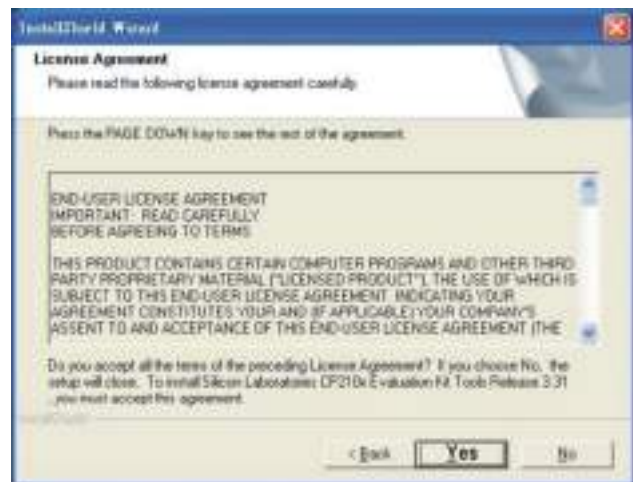 InstallShield Wizard
License Agreement
Please read the following license agreement carefully.
Press the PAGE DOWN key to see the rest of the agreement.
END-USER LICENSE AGREEMENT
IMPORTANT: READ CAREFULLY
BEFORE AGREEING TO TERMS
THIS PRODUCT CONTAINS CERTAIN COMPUTER PROGRAMS AND OTHER THIRD
PARTY PROPRIETARY MATERIAL ("LICENSED PRODUCT"), THE USE OF WHICH IS
SUBJECT TO THIS END-USER LICENSE AGREEMENT. INDICATING YOUR
AGREEMENT CONSTITUTES YOUR AND (IF APPLICABLE) YOUR COMPANY'S
ASSENT TO AND ACCEPTANCE OF THIS END-USER LICENSE AGREEMENT (THE
Do you accept all the terms of the preceding License Agreement? If you choose No, the
setup will close. To install Silicon Laboratories CP210x Evaluation Kit Tools Release 3.31
, you must accept this agreement.
InstallShield
< Back
Yes
No